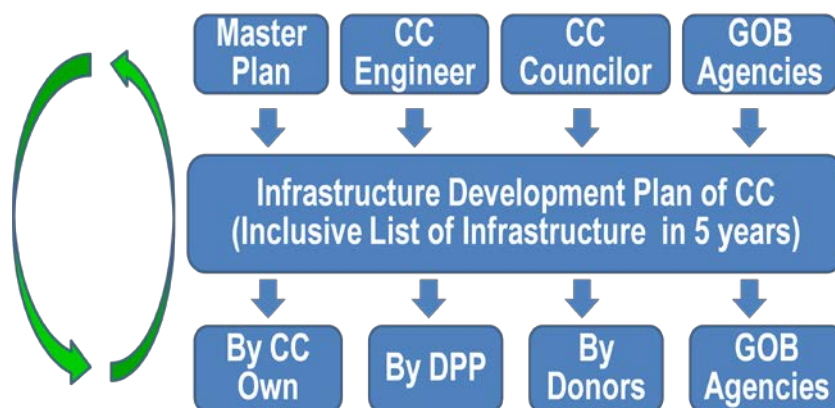 Master
Plan
CC
Engineer
CC
Councilor
GOB
Agencies
Infrastructure Development Plan of CC
(Inclusive List of Infrastructure in 5 years)
By CC
Own
By DPP
By
Donors
GOB
Agencies